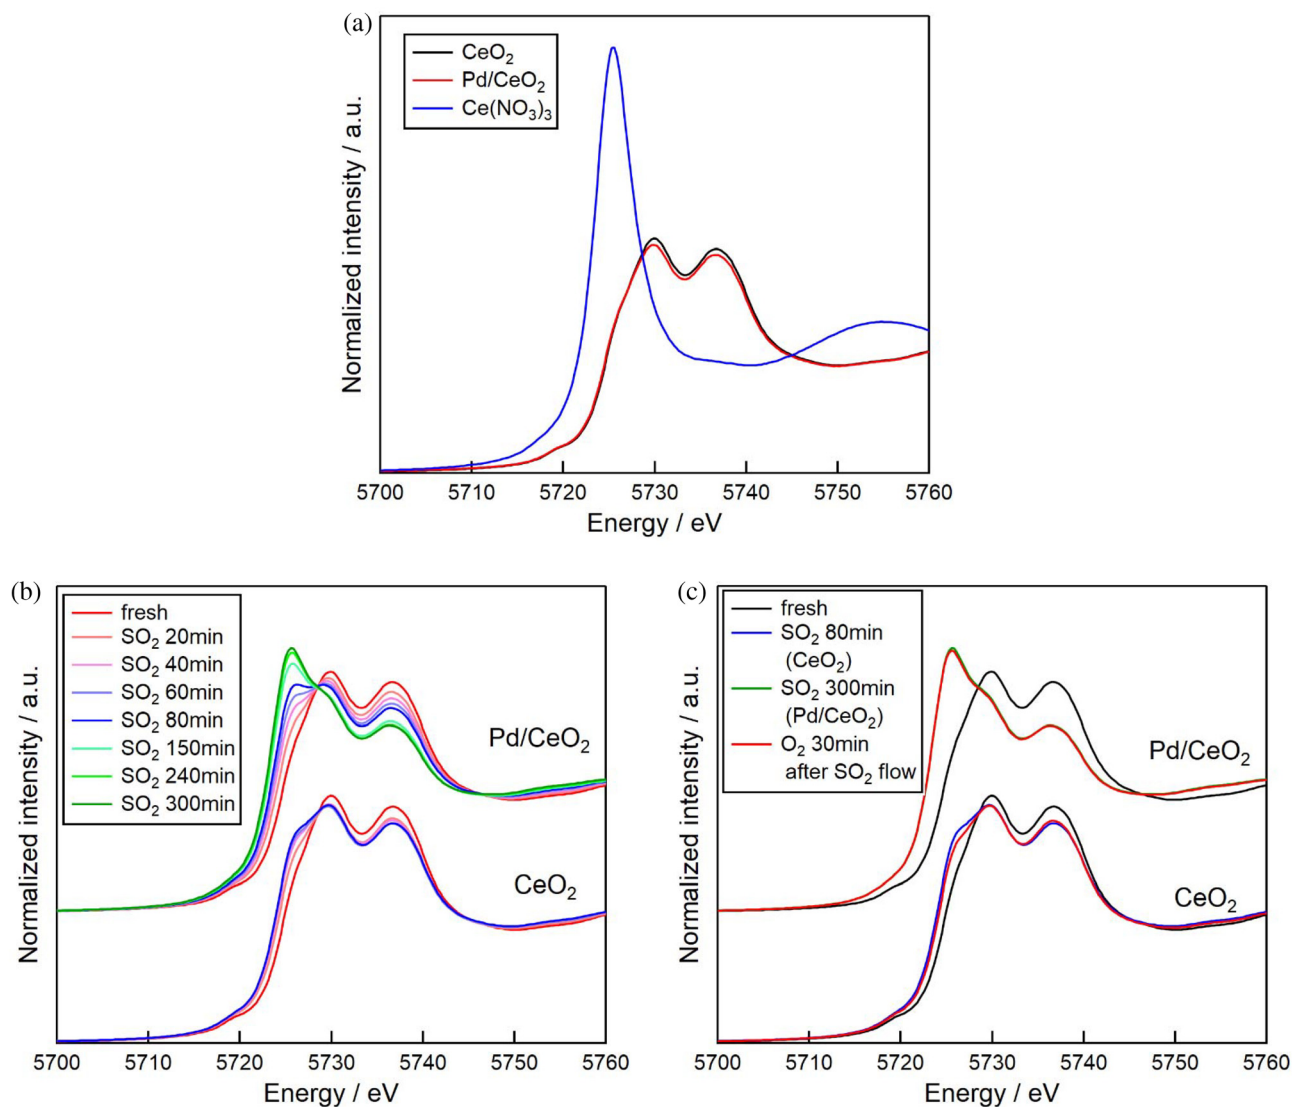 (a)
CeO₂
Pd/CeO₂
Ce(NO₃)₃
Normalized intensity / a.u.
5700 5710 5720 5730 5740 5750 5760
Energy / eV
(b)
fresh
SO₂ 20min
SO₂ 40min
SO₂ 60min
SO₂ 80min
SO₂ 150min
SO₂ 240min
SO₂ 300min
Pd/CeO₂
CeO₂
Normalized intensity / a.u.
5700 5710 5720 5730 5740 5750 5760
Energy / eV
(c)
fresh
SO₂ 80min
(CeO₂)
SO₂ 300min
(Pd/CeO₂)
O₂ 30min
after SO₂ flow
Pd/CeO₂
CeO₂
Normalized intensity / a.u.
5700 5710 5720 5730 5740 5750 5760
Energy / eV